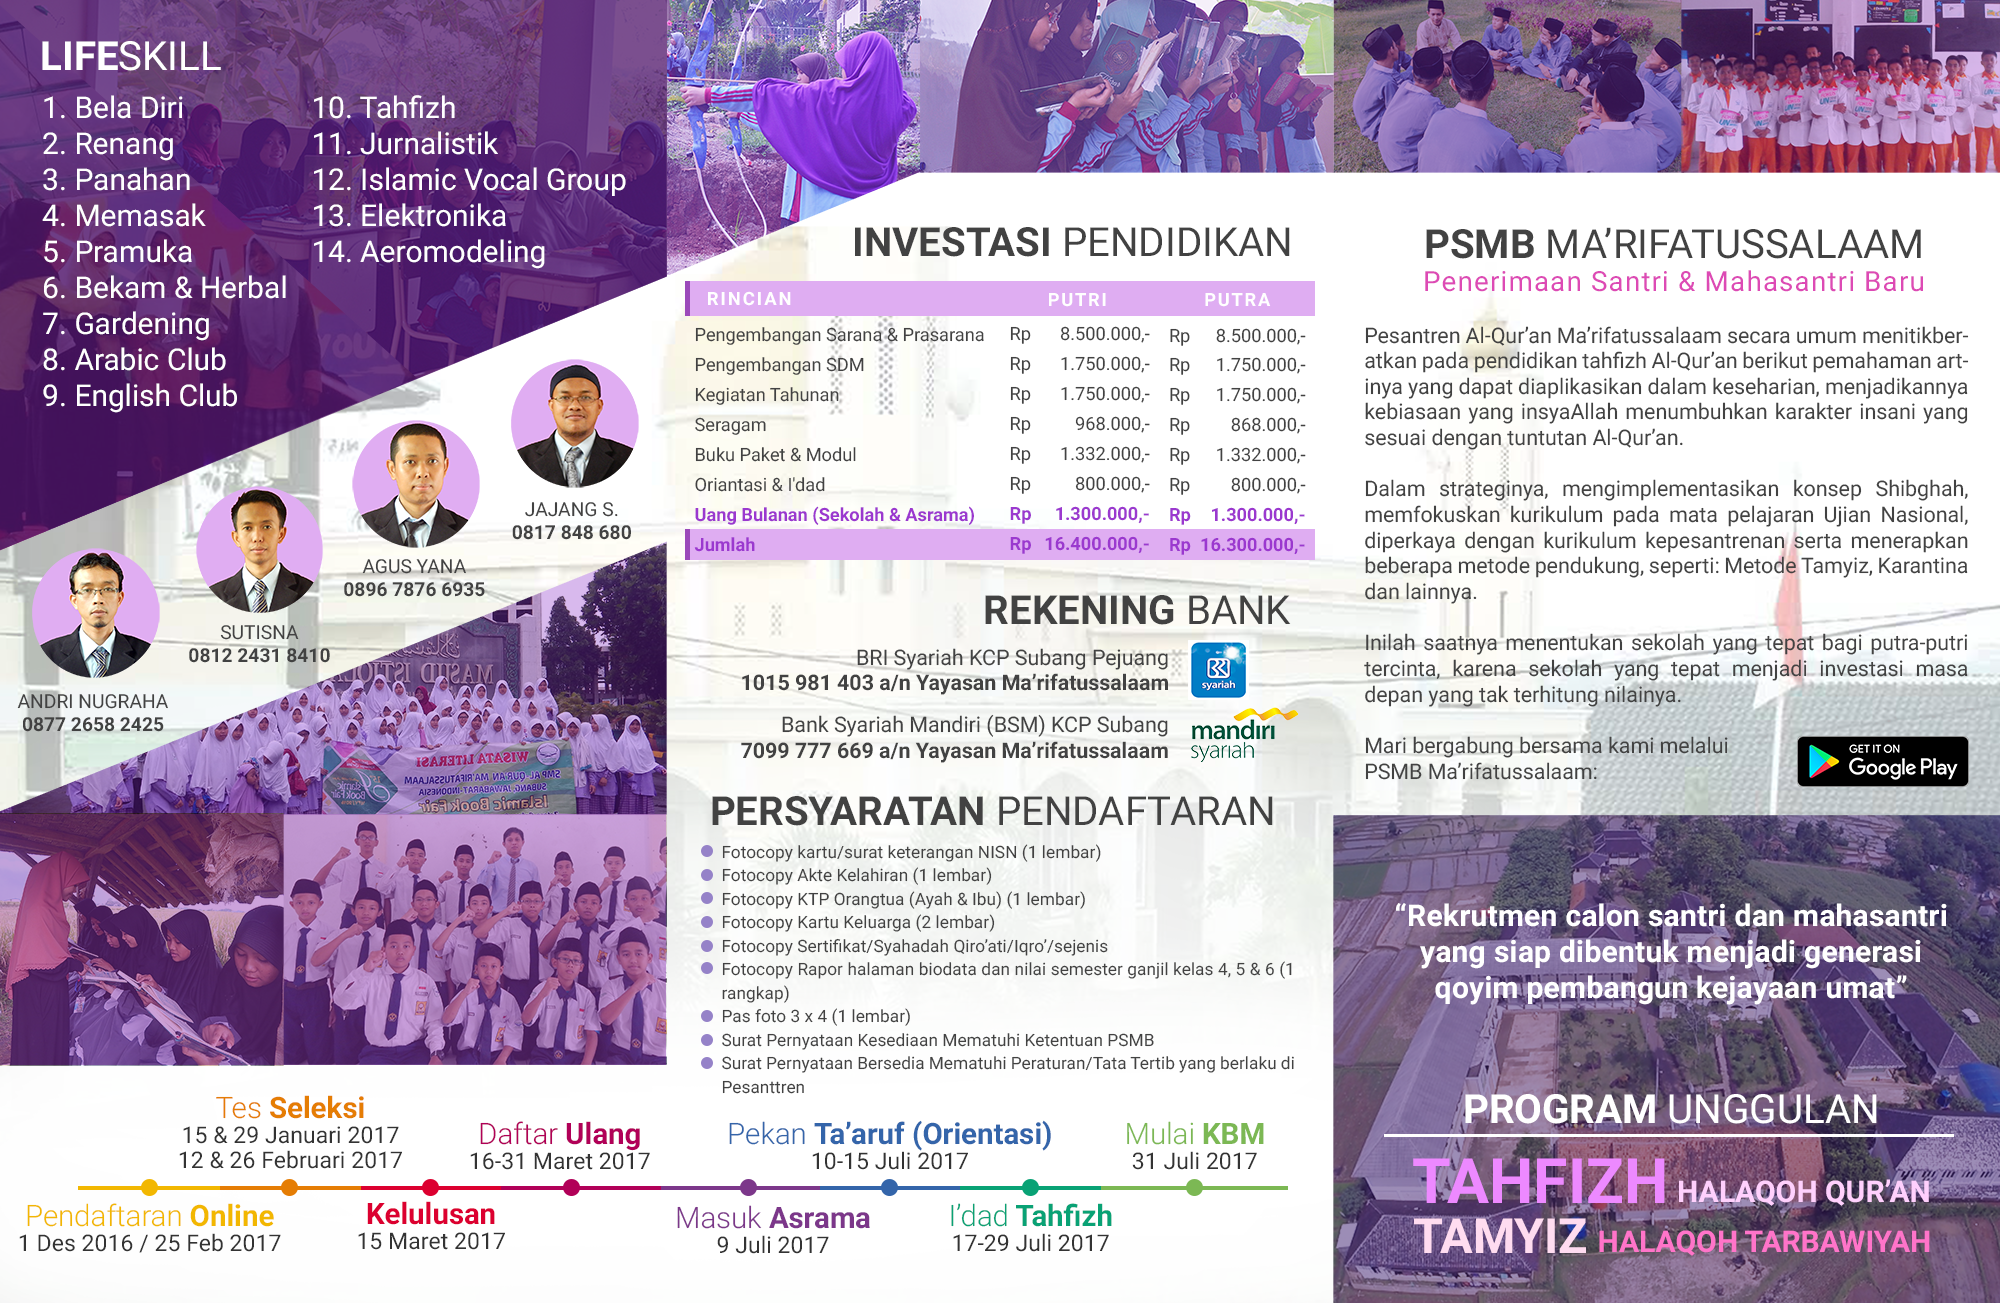 LIFESKILL
1. Bela Diri
2. Renang
3. Panahan
4. Memasak
5. Pramuka
6. Bekam & Herbal
7. Gardening
8. Arabic Club
9. English Club
10. Tahfizh
11. Jurnalistik
12. Islamic Vocal Group
13. Elektronika
14. Aeromodeling
JAJANG S.
0817 848 680
AGUS YANA
0896 7876 6935
SUTISNA
0812 2431 8410
ANDRI NUGRAHA
0877 2658 2425
MASJID ISTIQLAL
WISATA LITERASI
SMP AL-QUR'AN MA'RIFATUSSALAAM
SUBANG JAWABARAT-INDONESIA
Islamic Book Fair
INVESTASI PENDIDIKAN
RINCIAN PUTRI PUTRA
Pengembangan Sarana & Prasarana Rp 8.500.000,- Rp 8.500.000,-
Pengembangan SDM Rp 1.750.000,- Rp 1.750.000,-
Kegiatan Tahunan Rp 1.750.000,- Rp 1.750.000,-
Seragam Rp 968.000,- Rp 868.000,-
Buku Paket & Modul Rp 1.332.000,- Rp 1.332.000,-
Oriantasi & I'dad Rp 800.000,- Rp 800.000,-
Uang Bulanan (Sekolah & Asrama) Rp 1.300.000,- Rp 1.300.000,-
Jumlah Rp 16.400.000,- Rp 16.300.000,-
REKENING BANK
BRI Syariah KCP Subang Pejuang
1015 981 403 a/n Yayasan Ma'rifatussalaam
syariah
Bank Syariah Mandiri (BSM) KCP Subang
7099 777 669 a/n Yayasan Ma'rifatussalaam
mandiri
syariah
PERSYARATAN PENDAFTARAN
Fotocopy kartu/surat keterangan NISN (1 lembar)
Fotocopy Akte Kelahiran (1 lembar)
Fotocopy KTP Orangtua (Ayah & Ibu) (1 lembar)
Fotocopy Kartu Keluarga (2 lembar)
Fotocopy Sertifikat/Syahadah Qiro'ati/Iqro'/sejenis
Fotocopy Rapor halaman biodata dan nilai semester ganjil kelas 4, 5 & 6 (1
rangkap)
Pas foto 3 x 4 (1 lembar)
Surat Pernyataan Kesediaan Mematuhi Ketentuan PSMB
Surat Pernyataan Bersedia Mematuhi Peraturan/Tata Tertib yang berlaku di
Pesanttren
PSMB MA'RIFATUSSALAAM
Penerimaan Santri & Mahasantri Baru
Pesantren Al-Qur'an Ma'rifatussalaam secara umum menitikber-
atkan pada pendidikan tahfizh Al-Qur'an berikut pemahaman art-
inya yang dapat diaplikasikan dalam keseharian, menjadikannya
kebiasaan yang insyaAllah menumbuhkan karakter insani yang
sesuai dengan tuntutan Al-Qur'an.
Dalam strateginya, mengimplementasikan konsep Shibghah,
memfokuskan kurikulum pada mata pelajaran Ujian Nasional,
diperkaya dengan kurikulum kepesantrenan serta menerapkan
beberapa metode pendukung, seperti: Metode Tamyiz, Karantina
dan lainnya.
Inilah saatnya menentukan sekolah yang tepat bagi putra-putri
tercinta, karena sekolah yang tepat menjadi investasi masa
depan yang tak terhitung nilainya.
Mari bergabung bersama kami melalui
PSMB Ma'rifatussalaam:
GET IT ON
Google Play
"Rekrutmen calon santri dan mahasantri
yang siap dibentuk menjadi generasi
qoyim pembangun kejayaan umat"
PROGRAM UNGGULAN
TAHFIZH HALAQOH QUR'AN
TAMYIZ HALAQOH TARBAWIYAH
Tes Seleksi
15 & 29 Januari 2017
12 & 26 Februari 2017
Daftar Ulang
16-31 Maret 2017
Pekan Ta'aruf (Orientasi)
10-15 Juli 2017
Mulai KBM
31 Juli 2017
Pendaftaran Online
1 Des 2016 / 25 Feb 2017
Kelulusan
15 Maret 2017
Masuk Asrama
9 Juli 2017
I'dad Tahfizh
17-29 Juli 2017